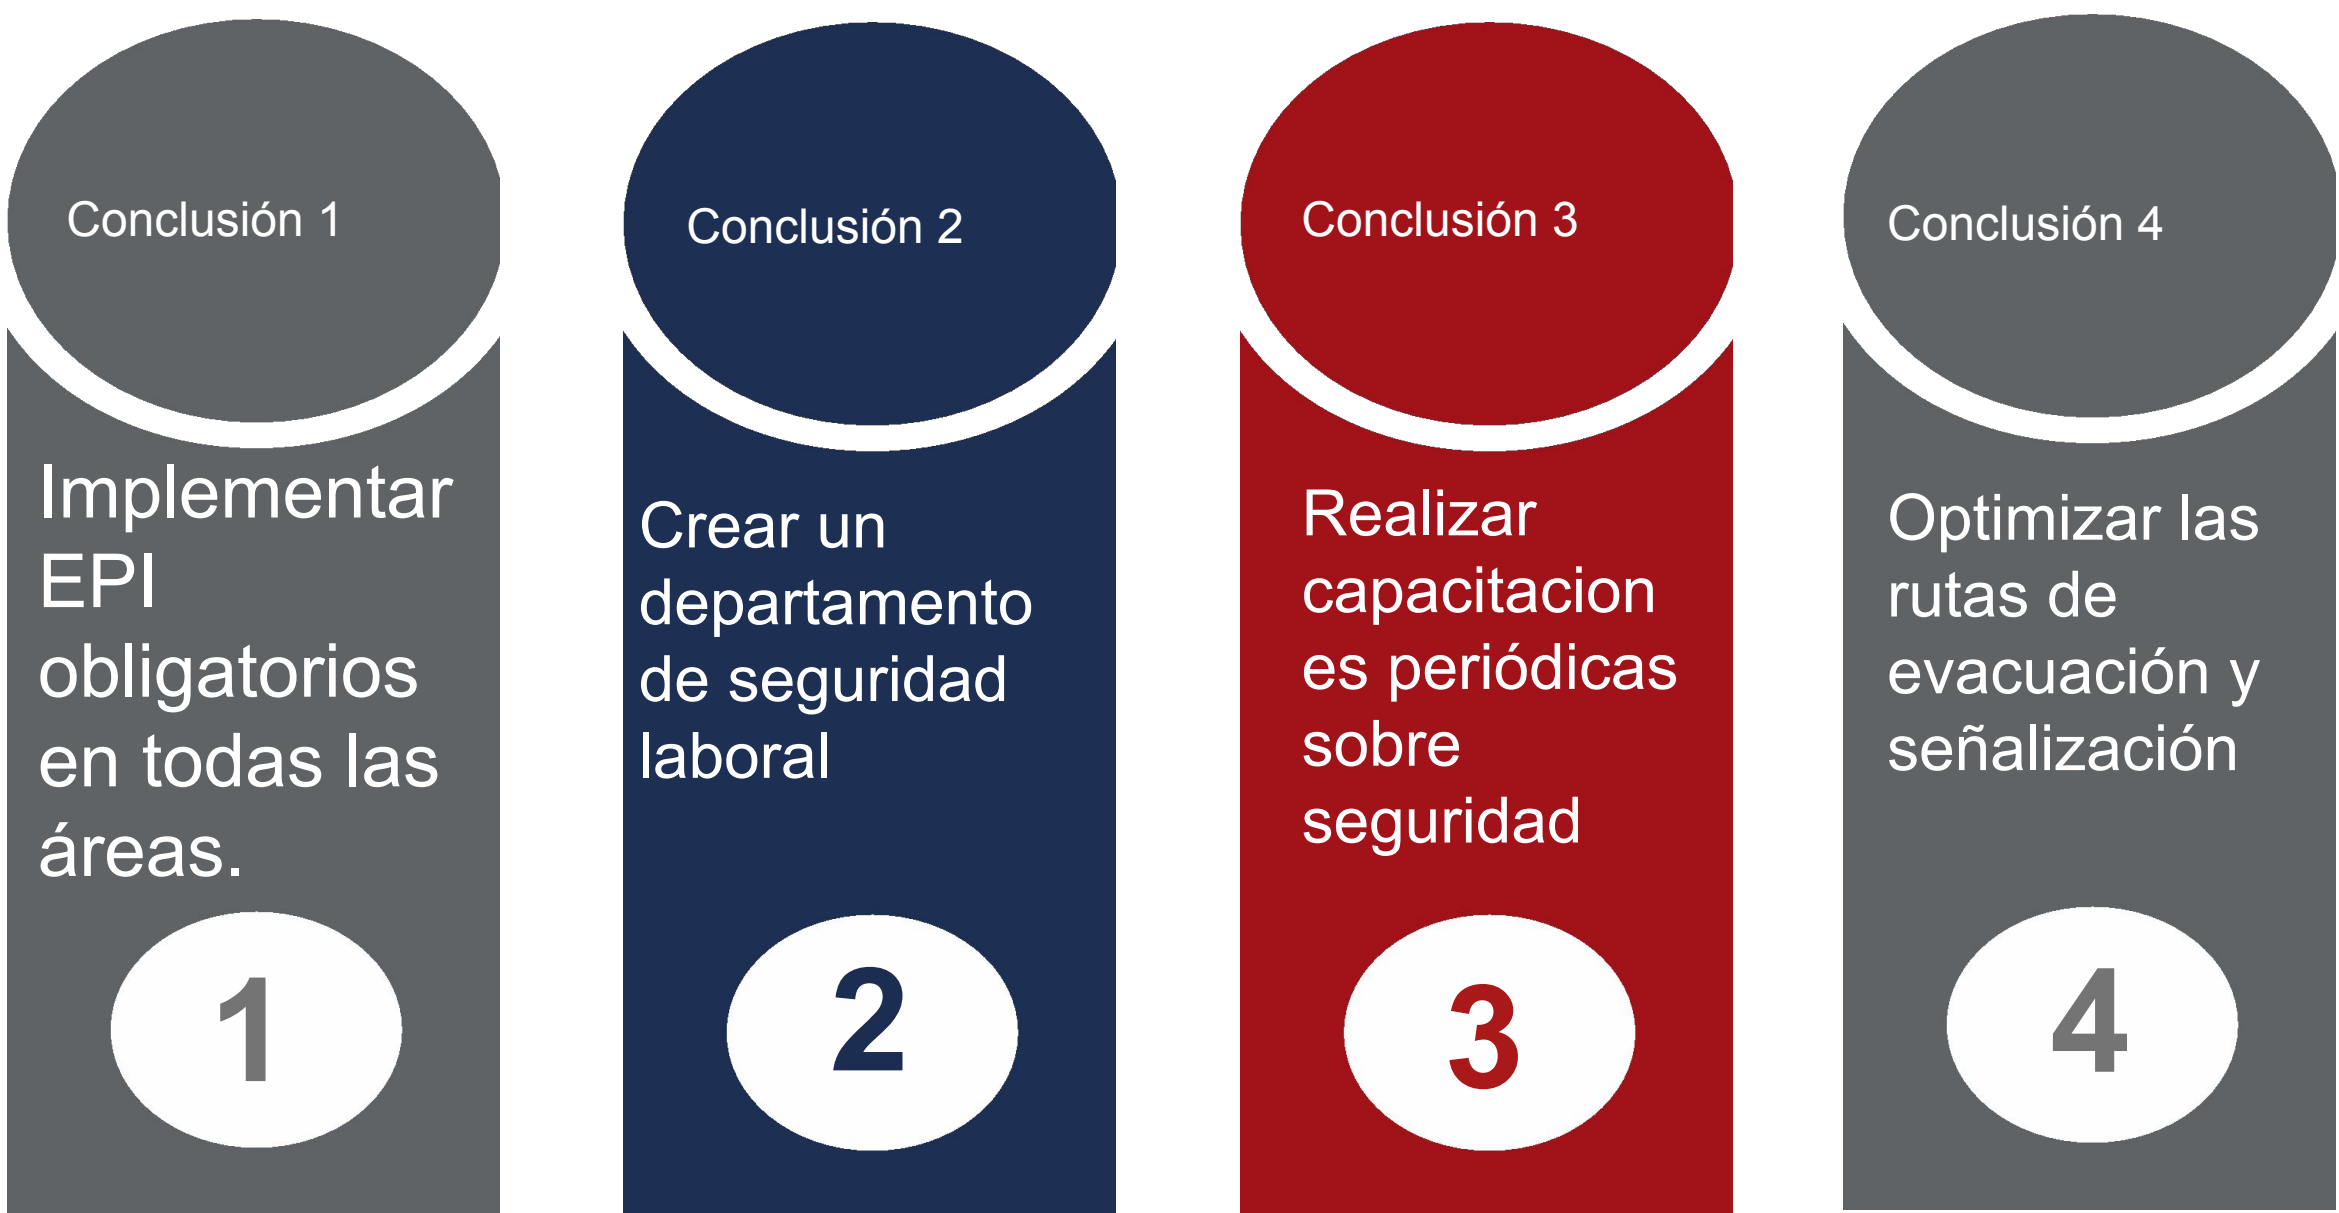 Conclusión 1
Implementar
EPI
obligatorios
en todas las
áreas.
1
Conclusión 2
Crear un
departamento
de seguridad
laboral
2
Conclusión 3
Realizar
capacitacion
es periódicas
sobre
seguridad
3
Conclusión 4
Optimizar las
rutas de
evacuación y
señalización
4